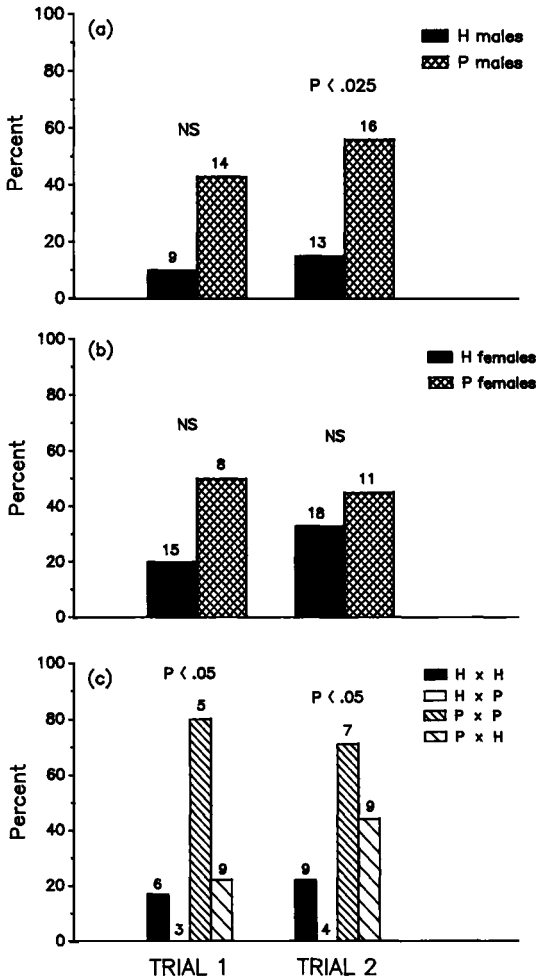 (a)
H males
P males
P < .025
NS
100
80
60
40
20
0
Percent
9
14
13
16
(b)
H females
P females
NS
NS
100
80
60
40
20
0
Percent
15
8
18
11
(c)
H x H
H x P
P x P
P x H
P < .05
P < .05
100
80
60
40
20
0
Percent
6
3
5
9
9
4
7
9
TRIAL 1
TRIAL 2